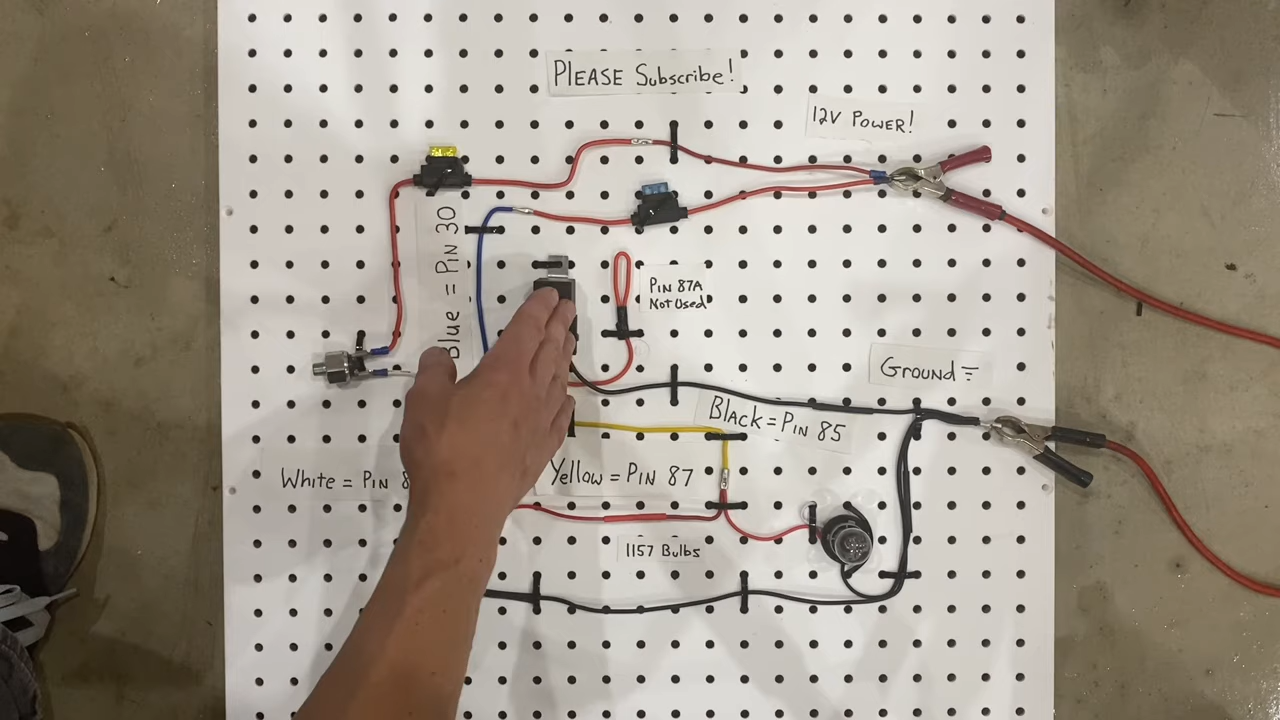 PLEASE Subscribe!
12V POWER!
Blue = PIN 30
PIN 87A
Not Used
GROUND
Black = PIN 85
White = PIN
Yellow = PIN 87
1157 Bulbs